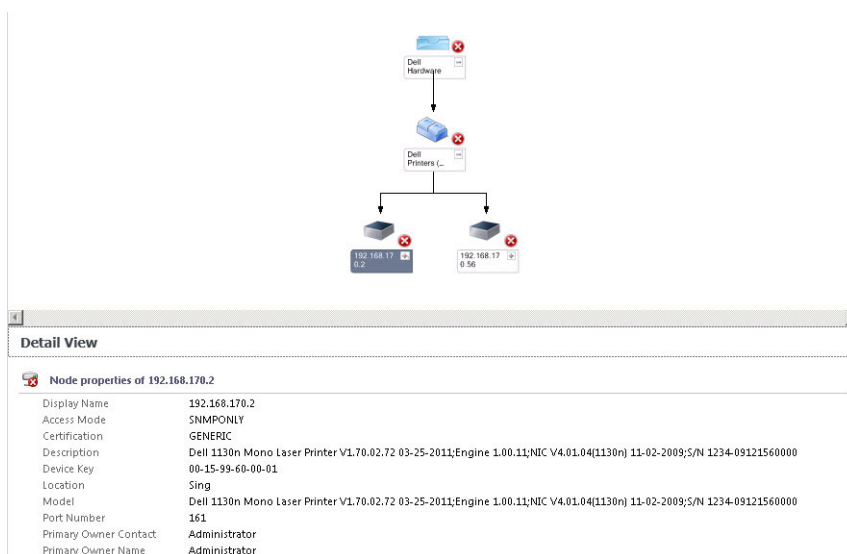 Dell
Hardware
Dell
Printers (...
192.168.17
0.2
192.168.17
0.56
Detail View
Node properties of 192.168.170.2
Display Name 192.168.170.2
Access Mode SNMPONLY
Certification GENERIC
Description Dell 1130n Mono Laser Printer V1.70.02.72 03-25-2011;Engine 1.00.11;NIC V4.01.04(1130n) 11-02-2009;S/N 1234-09121560000
Device Key 00-15-99-60-00-01
Location Sing
Model Dell 1130n Mono Laser Printer V1.70.02.72 03-25-2011;Engine 1.00.11;NIC V4.01.04(1130n) 11-02-2009;S/N 1234-09121560000
Port Number 161
Primary Owner Contact Administrator
Primary Owner Name Administrator